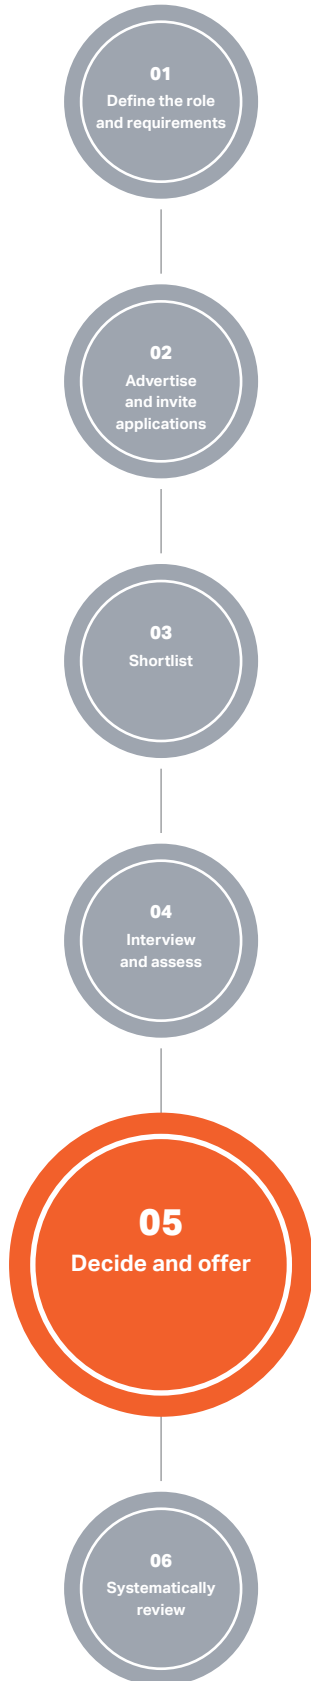 01
Define the role
and requirements
02
Advertise
and invite
applications
03
Shortlist
04
Interview
and assess
05
Decide and offer
06
Systematically
review